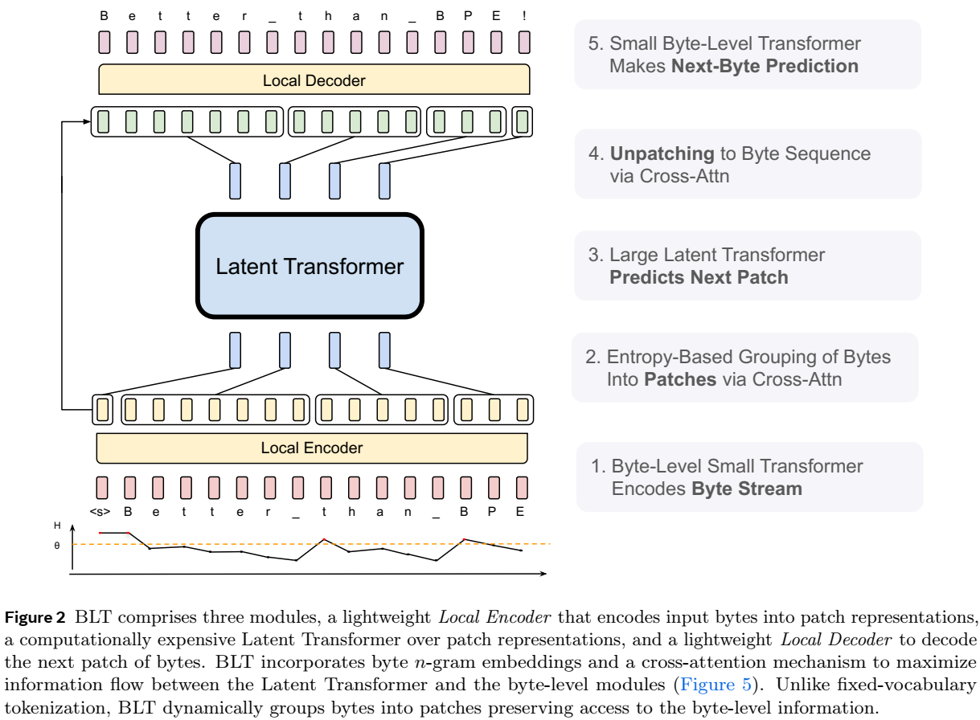 B e t t e r _ t h a n _ B P E !
Local Decoder
5. Small Byte-Level Transformer
Makes Next-Byte Prediction
4. Unpatching to Byte Sequence
via Cross-Attn
Latent Transformer
3. Large Latent Transformer
Predicts Next Patch
2. Entropy-Based Grouping of Bytes
Into Patches via Cross-Attn
Local Encoder
1. Byte-Level Small Transformer
Encodes Byte Stream
<s> B e t t e r _ t h a n _ B P E
H
θ
Figure 2 BLT comprises three modules, a lightweight Local Encoder that encodes input bytes into patch representations,
a computationally expensive Latent Transformer over patch representations, and a lightweight Local Decoder to decode
the next patch of bytes. BLT incorporates byte n-gram embeddings and a cross-attention mechanism to maximize
information flow between the Latent Transformer and the byte-level modules (Figure 5). Unlike fixed-vocabulary
tokenization, BLT dynamically groups bytes into patches preserving access to the byte-level information.